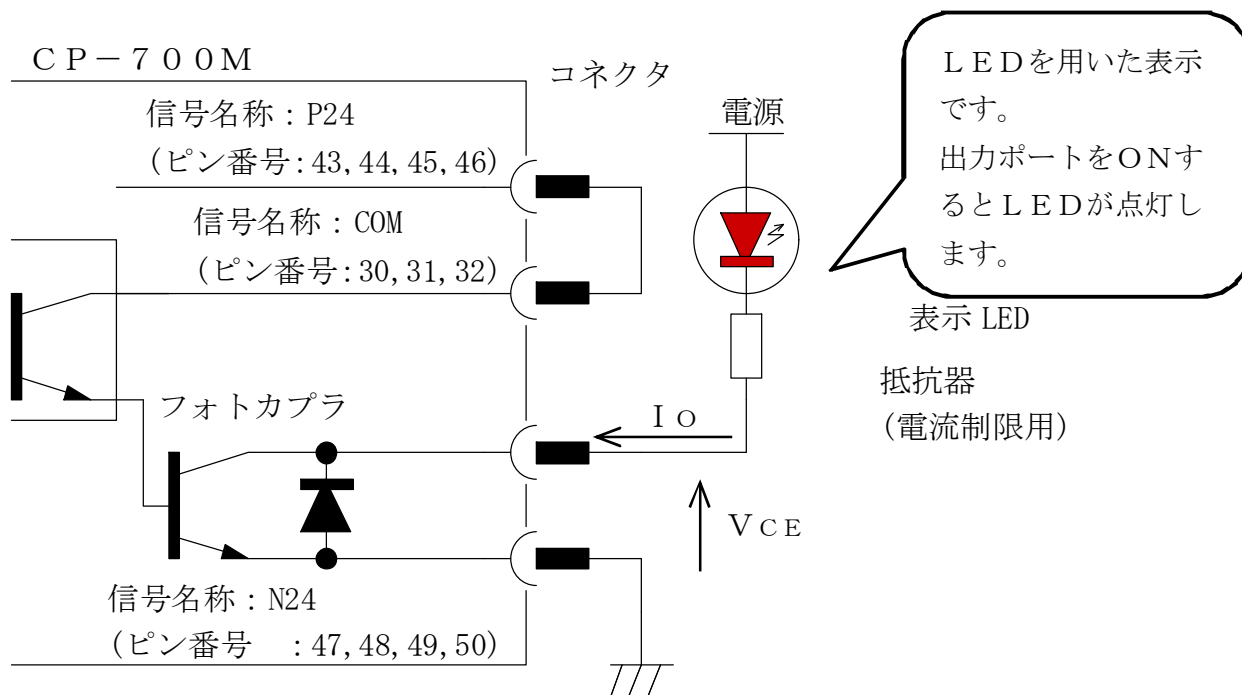 ＣＰ－７００Ｍ
コネクタ
信号名称：P24
（ピン番号：43,44,45,46）
信号名称：COM
（ピン番号：30,31,32）
フォトカプラ
信号名称：N24
（ピン番号　：47,48,49,50）
電源
ＬＥＤを用いた表示
です。
出力ポートをＯＮす
るとＬＥＤが点灯し
ます。
表示 LED
抵抗器
（電流制限用）
ＩＯ
ＶＣＥ